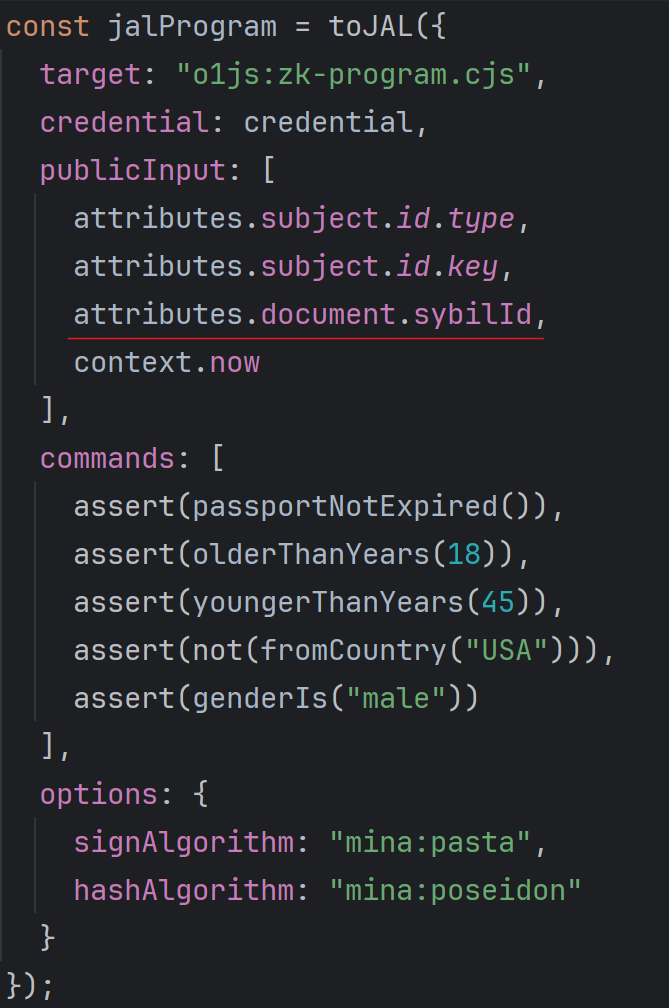 const jalProgram = toJAL({
target: "o1js:zk-program.cjs",
credential: credential,
publicInput: [
attributes.subject.id.type,
attributes.subject.id.key,
attributes.document.sybilId,
context.now
],
commands: [
assert(passportNotExpired()),
assert(olderThanYears(18)),
assert(youngerThanYears(45)),
assert(not(fromCountry("USA"))),
assert(genderIs("male"))
],
options: {
signAlgorithm: "mina:pasta",
hashAlgorithm: "mina:poseidon"
}
});